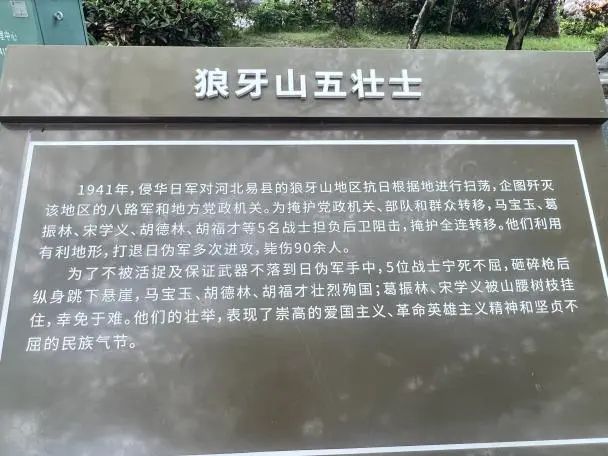 狼牙山五壮士
1941年，侵华日军对河北易县的狼牙山地区抗日根据地进行扫荡，企图歼灭
该地区的八路军和地方党政机关。为掩护党政机关、部队和群众转移，马宝玉、葛
振林、宋学义、胡德林、胡福才等5名战士担负后卫阻击，掩护全连转移。他们利用
有利地形，打退日伪军多次进攻，毙伤90余人。
为了不被活捉及保证武器不落到日伪军手中，5位战士宁死不屈，砸碎枪后
纵身跳下悬崖，马宝玉、胡德林、胡福才壮烈殉国；葛振林、宋学义被山腰树枝挂
住，幸免于难。他们的壮举，表现了崇高的爱国主义、革命英雄主义精神和坚贞不
屈的民族气节。